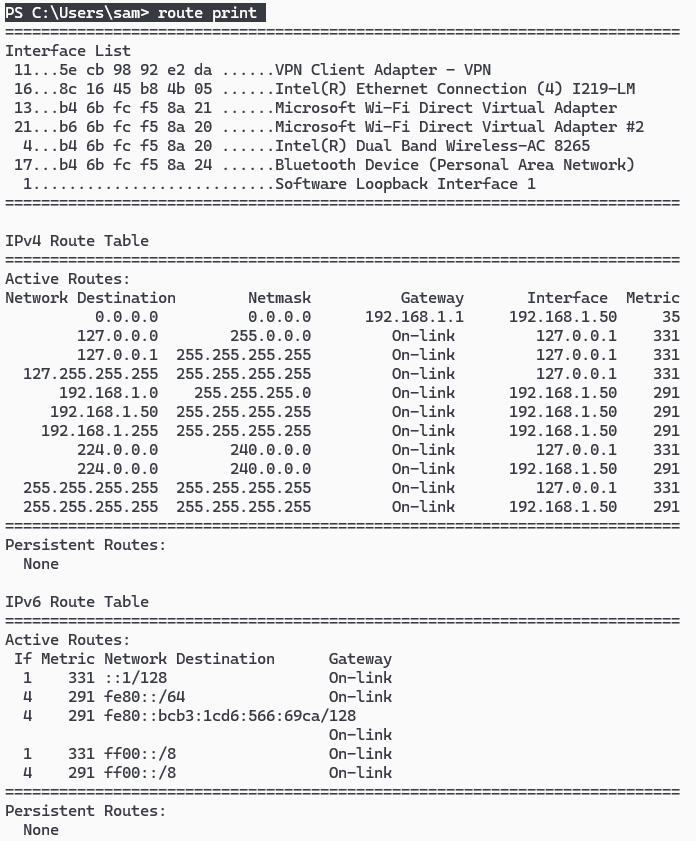 PS C:\Users\sam> route print
===========================================================================
Interface List
 11...5e cb 98 92 e2 da ......VPN Client Adapter - VPN
 16...8c 16 45 b8 4b 05 ......Intel(R) Ethernet Connection (4) I219-LM
 13...b4 6b fc f5 8a 21 ......Microsoft Wi-Fi Direct Virtual Adapter
 21...b6 6b fc f5 8a 20 ......Microsoft Wi-Fi Direct Virtual Adapter #2
  4...b4 6b fc f5 8a 20 ......Intel(R) Dual Band Wireless-AC 8265
 17...b4 6b fc f5 8a 24 ......Bluetooth Device (Personal Area Network)
  1...........................Software Loopback Interface 1
===========================================================================

IPv4 Route Table
===========================================================================
Active Routes:
Network Destination        Netmask          Gateway       Interface  Metric
          0.0.0.0          0.0.0.0      192.168.1.1     192.168.1.50     35
        127.0.0.0        255.0.0.0         On-link         127.0.0.1    331
        127.0.0.1  255.255.255.255         On-link         127.0.0.1    331
  127.255.255.255  255.255.255.255         On-link         127.0.0.1    331
      192.168.1.0    255.255.255.0         On-link      192.168.1.50    291
     192.168.1.50  255.255.255.255         On-link      192.168.1.50    291
    192.168.1.255  255.255.255.255         On-link      192.168.1.50    291
        224.0.0.0        240.0.0.0         On-link         127.0.0.1    331
        224.0.0.0        240.0.0.0         On-link      192.168.1.50    291
  255.255.255.255  255.255.255.255         On-link         127.0.0.1    331
  255.255.255.255  255.255.255.255         On-link      192.168.1.50    291
===========================================================================
Persistent Routes:
  None

IPv6 Route Table
===========================================================================
Active Routes:
 If Metric Network Destination      Gateway
  1    331 ::1/128                  On-link
  4    291 fe80::/64                On-link
  4    291 fe80::bcb3:1cd6:566:69ca/128
                                    On-link
  1    331 ff00::/8                 On-link
  4    291 ff00::/8                 On-link
===========================================================================
Persistent Routes:
  None